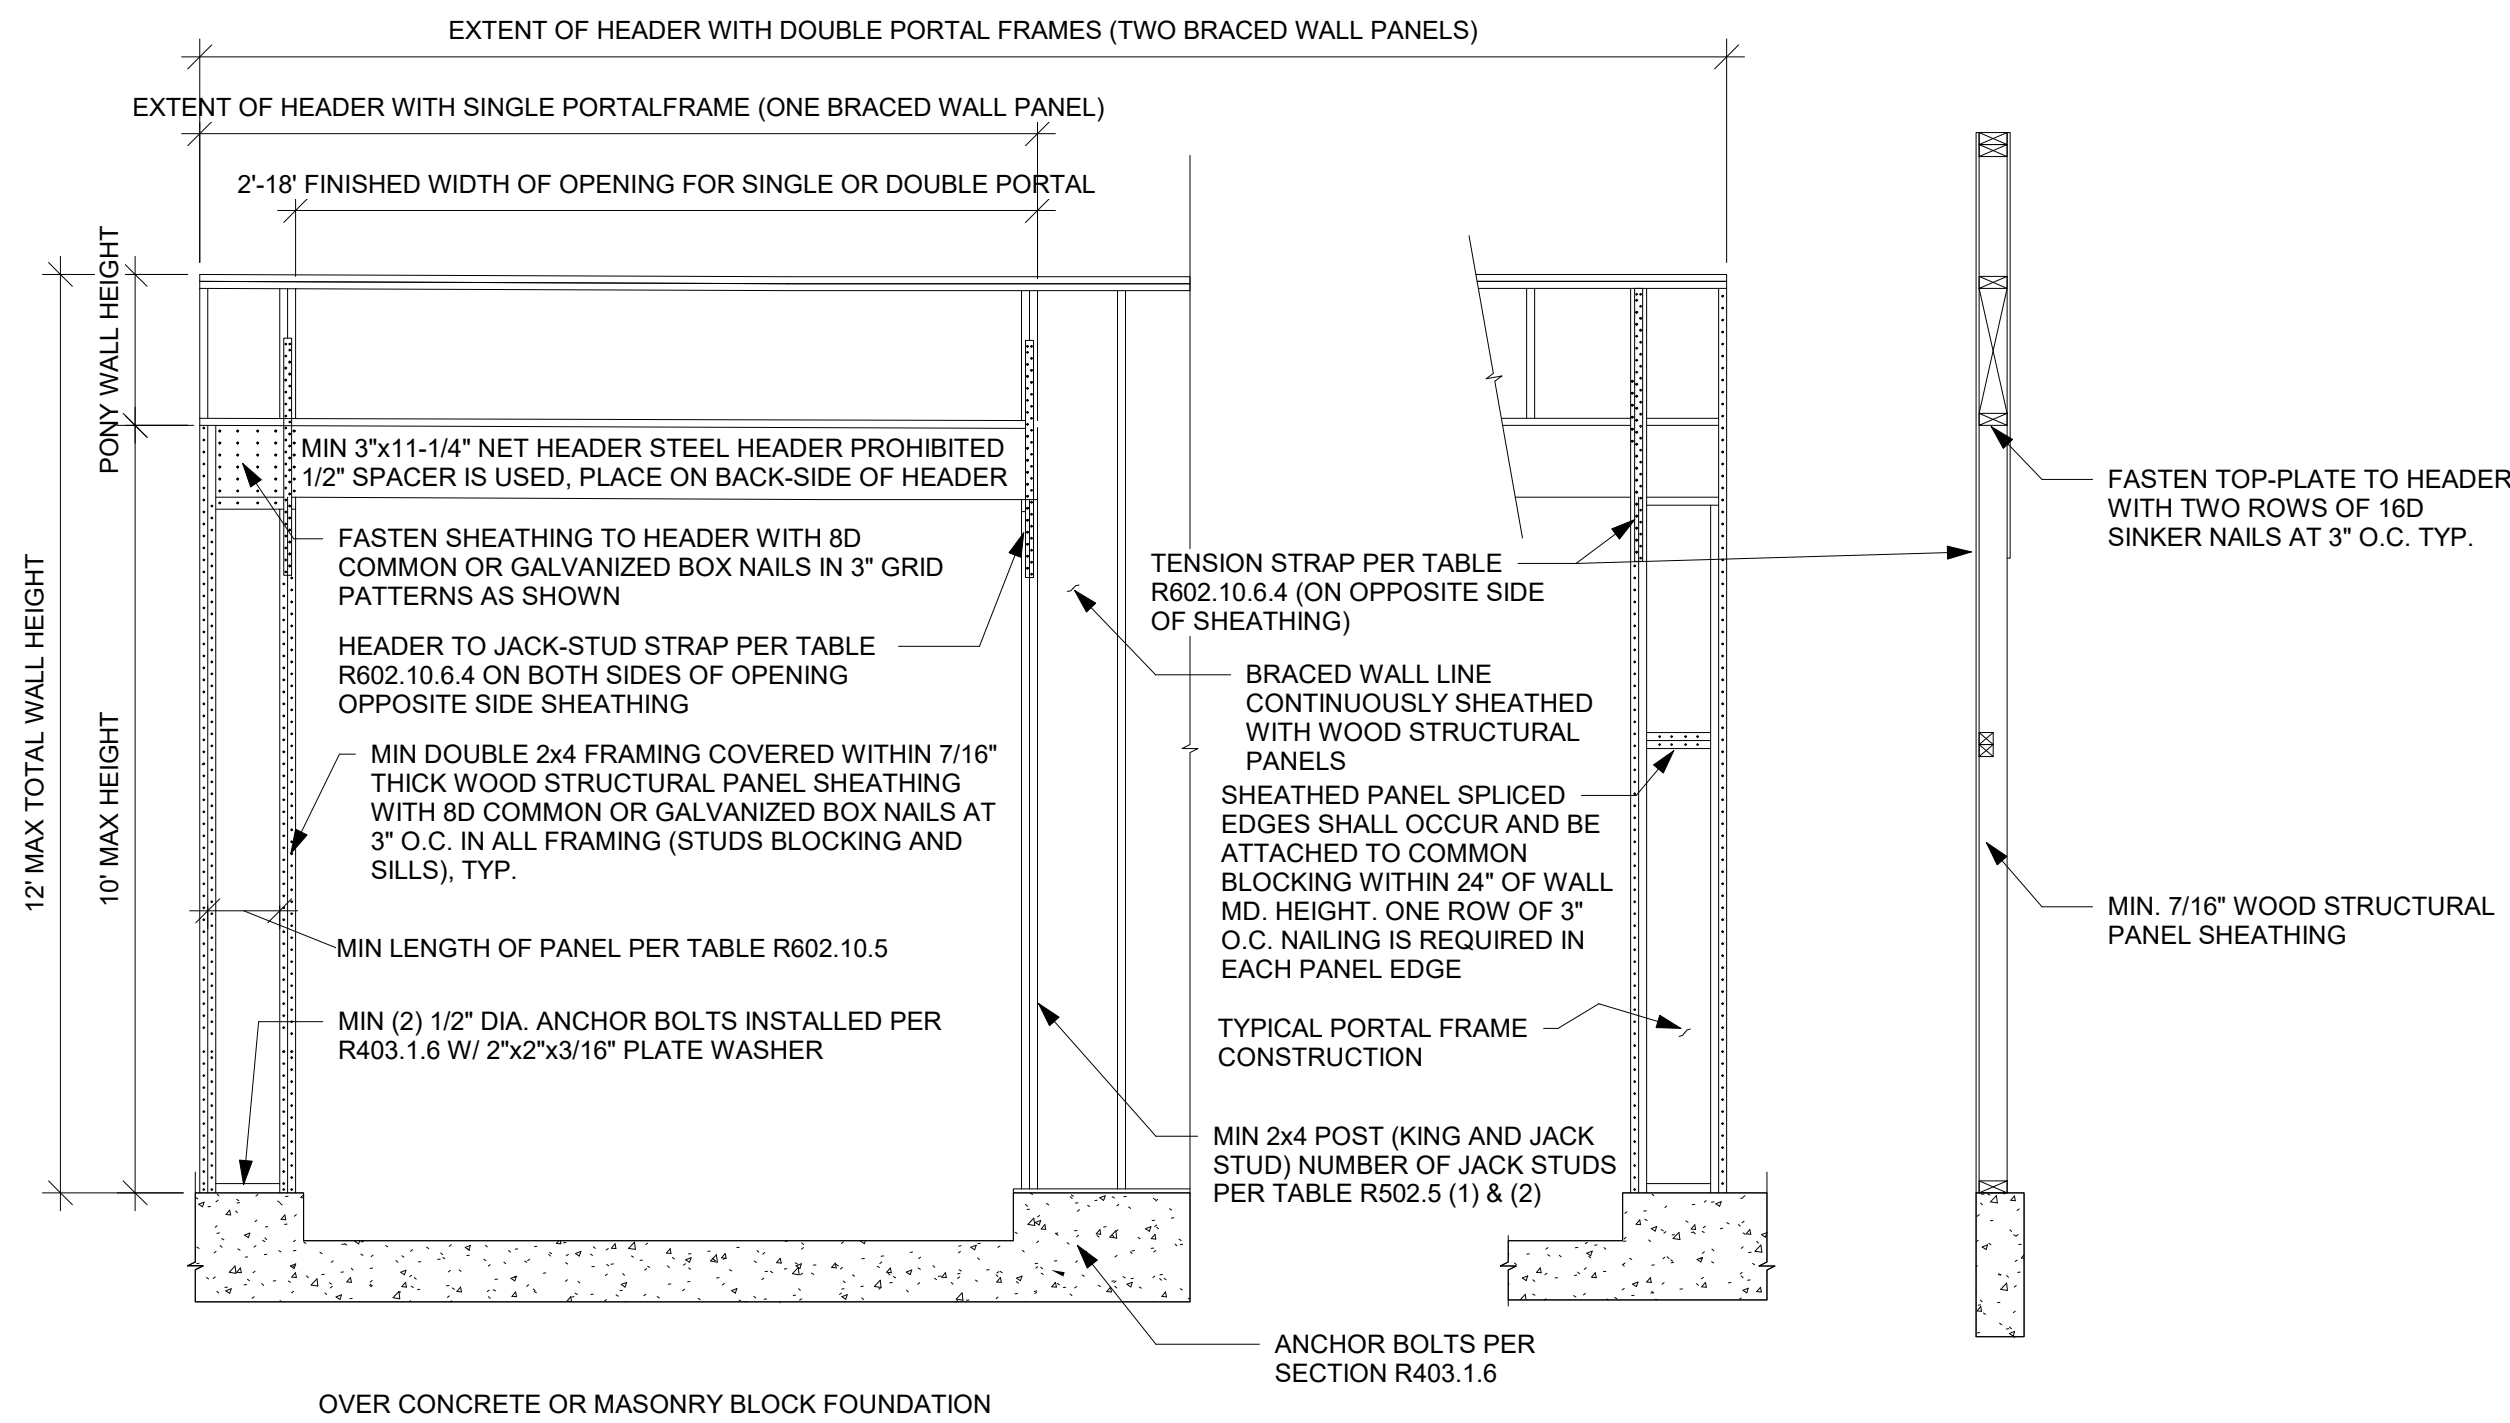 EXTENT OF HEADER WITH DOUBLE PORTAL FRAMES (TWO BRACED WALL PANELS)
EXTENT OF HEADER WITH SINGLE PORTALFRAME (ONE BRACED WALL PANEL)
2'-18' FINISHED WIDTH OF OPENING FOR SINGLE OR DOUBLE PORTAL
12' MAX TOTAL WALL HEIGHT
PONY WALL HEIGHT
10' MAX HEIGHT
MIN 3"x11-1/4" NET HEADER STEEL HEADER PROHIBITED
1/2" SPACER IS USED, PLACE ON BACK-SIDE OF HEADER
FASTEN SHEATHING TO HEADER WITH 8D
COMMON OR GALVANIZED BOX NAILS IN 3" GRID
PATTERNS AS SHOWN
HEADER TO JACK-STUD STRAP PER TABLE
R602.10.6.4 ON BOTH SIDES OF OPENING
OPPOSITE SIDE SHEATHING
MIN DOUBLE 2x4 FRAMING COVERED WITHIN 7/16"
THICK WOOD STRUCTURAL PANEL SHEATHING
WITH 8D COMMON OR GALVANIZED BOX NAILS AT
3" O.C. IN ALL FRAMING (STUDS BLOCKING AND
SILLS), TYP.
MIN LENGTH OF PANEL PER TABLE R602.10.5
MIN (2) 1/2" DIA. ANCHOR BOLTS INSTALLED PER
R403.1.6 W/ 2"x2"x3/16" PLATE WASHER
TENSION STRAP PER TABLE
R602.10.6.4 (ON OPPOSITE SIDE
OF SHEATHING)
BRACED WALL LINE
CONTINUOUSLY SHEATHED
WITH WOOD STRUCTURAL
PANELS
SHEATHED PANEL SPLICED
EDGES SHALL OCCUR AND BE
ATTACHED TO COMMON
BLOCKING WITHIN 24" OF WALL
MD. HEIGHT. ONE ROW OF 3"
O.C. NAILING IS REQUIRED IN
EACH PANEL EDGE
TYPICAL PORTAL FRAME
CONSTRUCTION
MIN 2x4 POST (KING AND JACK
STUD) NUMBER OF JACK STUDS
PER TABLE R502.5 (1) & (2)
ANCHOR BOLTS PER
SECTION R403.1.6
FASTEN TOP-PLATE TO HEADER
WITH TWO ROWS OF 16D
SINKER NAILS AT 3" O.C. TYP.
MIN. 7/16" WOOD STRUCTURAL
PANEL SHEATHING
OVER CONCRETE OR MASONRY BLOCK FOUNDATION